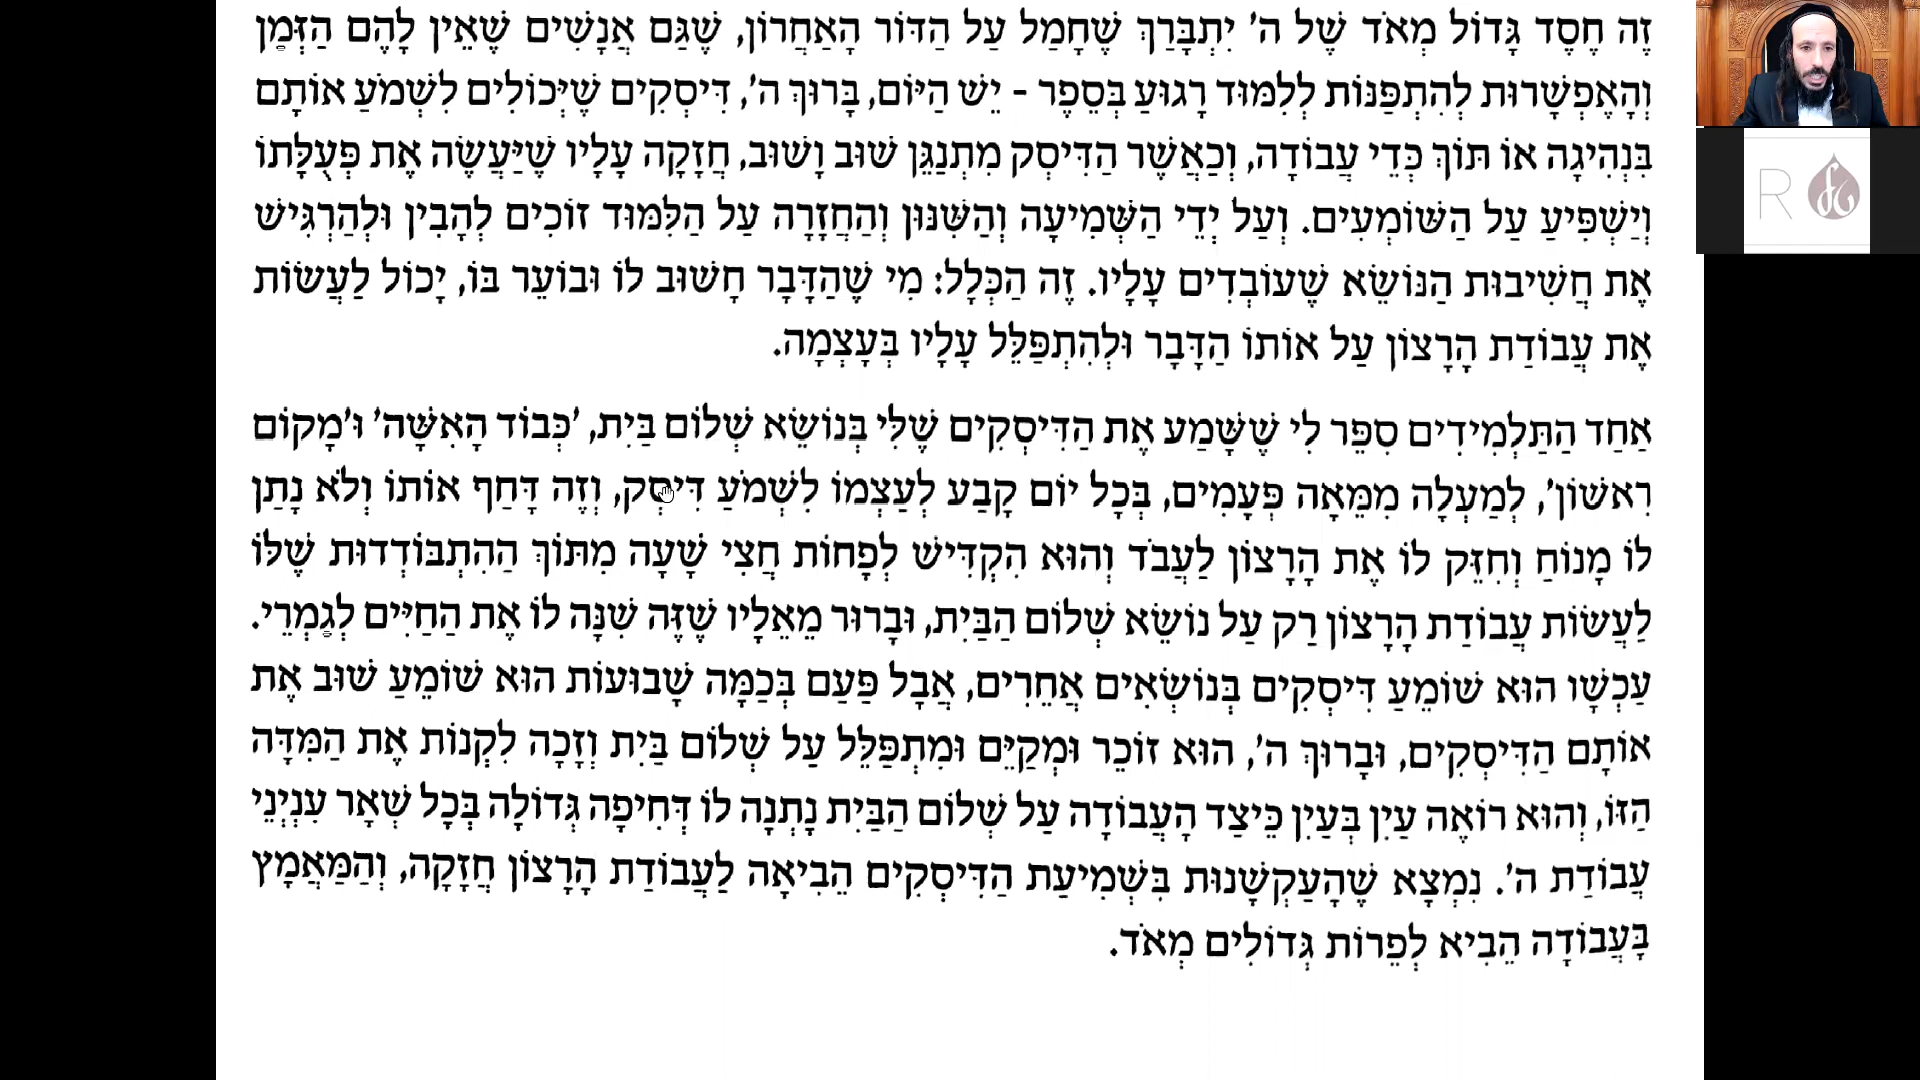 זֶה חֶסֶד גָּדוֹל מְאֹד שֶׁל ה' יִתְבָּרַךְ שֶׁחָמַל עַל הַדּוֹר הָאַחֲרוֹן, שֶׁגַּם אֲנָשִׁים שֶׁאֵין לָהֶם הַזְּמַן
וְהָאֶפְשָׁרוּת לְהִתְפַּנּוֹת לְלִמּוּד רָגוּעַ בְּסֵפֶר - יֵשׁ הַיּוֹם, בָּרוּךְ ה', דִּיסְקִים שֶׁיְּכוֹלִים לִשְׁמֹעַ אוֹתָם
בִּנְהִיגָה אוֹ תּוֹךְ כְּדֵי עֲבוֹדָה, וְכַאֲשֶׁר הַדִּיסְק מִתְנַגֵּן שׁוּב וָשׁוּב, חֲזָקָה עָלָיו שֶׁיַּעֲשֶׂה אֶת פְּעֻלָּתוֹ
וְיַשְׁפִּיעַ עַל הַשּׁוֹמְעִים. וְעַל יְדֵי הַשְּׁמִיעָה וְהַשִּׁנּוּן וְהַחֲזָרָה עַל הַלִּמּוּד זוֹכִים לְהָבִין וּלְהַרְגִּישׁ
אֶת חֲשִׁיבוּת הַנּוֹשֵׂא שֶׁעוֹבְדִים עָלָיו. זֶה הַכְּלָל: מִי שֶׁהַדָּבָר חָשׁוּב לוֹ וּבוֹעֵר בּוֹ, יָכוֹל לַעֲשׂוֹת
אֶת עֲבוֹדַת הָרָצוֹן עַל אוֹתוֹ הַדָּבָר וּלְהִתְפַּלֵּל עָלָיו בְּעָצְמָה.
אַחַד הַתַּלְמִידִים סִפֵּר לִי שֶׁשָּׁמַע אֶת הַדִּיסְקִים שֶׁלִּי בְּנוֹשֵׂא שְׁלוֹם בַּיִת, 'כְּבוֹד הָאִשָּׁה' וּ'מָקוֹם
רִאשׁוֹן', לְמַעְלָה מִמֵּאָה פְּעָמִים, בְּכָל יוֹם קָבַע לְעַצְמוֹ לִשְׁמֹעַ דִּיסְק, וְזֶה דָּחַף אוֹתוֹ וְלֹא נָתַן
לוֹ מָנוֹחַ וְחִזֵּק לוֹ אֶת הָרָצוֹן לַעֲבֹד וְהוּא הִקְדִּישׁ לְפָחוֹת חֲצִי שָׁעָה מִתּוֹךְ הַהִתְבּוֹדְדוּת שֶׁלּוֹ
לַעֲשׂוֹת עֲבוֹדַת הָרָצוֹן רַק עַל נוֹשֵׂא שְׁלוֹם הַבַּיִת, וּבָרוּר מֵאֵלָיו שֶׁזֶּה שִׁנָּה לוֹ אֶת הַחַיִּים לְגַמְרֵי.
עַכְשָׁו הוּא שׁוֹמֵעַ דִּיסְקִים בְּנוֹשְׂאִים אֲחֵרִים, אֲבָל פַּעַם בְּכַמָּה שָׁבוּעוֹת הוּא שׁוֹמֵעַ שׁוּב אֶת
אוֹתָם הַדִּיסְקִים, וּבָרוּךְ ה', הוּא זוֹכֵר וּמְקַיֵּם וּמִתְפַּלֵּל עַל שְׁלוֹם בַּיִת וְזָכָה לִקְנוֹת אֶת הַמִּדָּה
הַזּוֹ, וְהוּא רוֹאֶה עַיִן בְּעַיִן כֵּיצַד הָעֲבוֹדָה עַל שְׁלוֹם הַבַּיִת נָתְנָה לוֹ דְּחִיפָה גְּדוֹלָה בְּכָל שְׁאָר עִנְיְנֵי
עֲבוֹדַת ה'. נִמְצָא שֶׁהָעַקְשָׁנוּת בִּשְׁמִיעַת הַדִּיסְקִים הֵבִיאָה לַעֲבוֹדַת הָרָצוֹן חֲזָקָה, וְהַמַּאֲמָץ
בָּעֲבוֹדָה הֵבִיא לְפֵרוֹת גְּדוֹלִים מְאֹד.
R